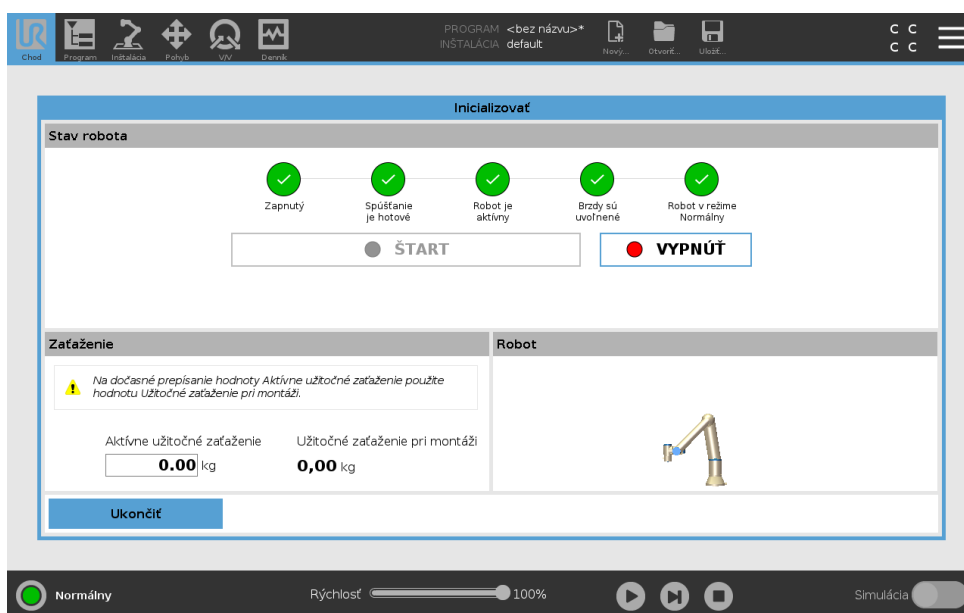 UR
PROGRAM <bez názvu>*
INŠTALÁCIA default
C C
C C
Chod Program Inštalácia Pohyb V/V Denník Nový... Otvoriť... Uložiť...
Inicializovať
Stav robota
Zapnutý
Spúšťanie
je hotové
Robot je
aktívny
Brzdy sú
uvoľnené
Robot v režime
Normálny
ŠTART
VYPNÚŤ
Zaťaženie
Na dočasné prepísanie hodnoty Aktívne užitočné zaťaženie použite
hodnotu Užitočné zaťaženie pri montáži.
Aktívne užitočné zaťaženie
0.00 kg
Užitočné zaťaženie pri montáži
0,00 kg
Robot
Ukončiť
Normálny
Rýchlosť 100%
Simulácia